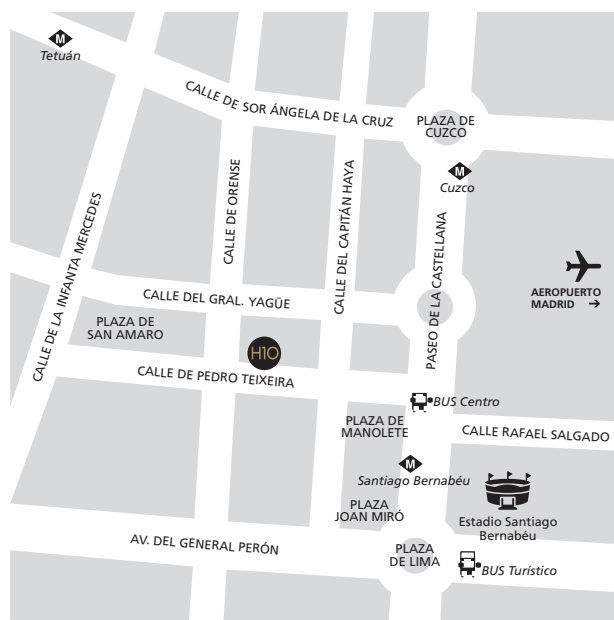 M
Tetuán
CALLE DE SOR ÁNGELA DE LA CRUZ
PLAZA DE
CUZCO
M
Cuzco
CALLE DE LA INFANTA MERCEDES
CALLE DE ORENSE
CALLE DEL CAPITÁN HAYA
PASEO DE LA CASTELLANA
AEROPUERTO
MADRID →
CALLE DEL GRAL. YAGÜE
PLAZA DE
SAN AMARO
H10
CALLE DE PEDRO TEIXEIRA
BUS Centro
PLAZA DE
MANOLETE
CALLE RAFAEL SALGADO
M
Santiago Bernabéu
PLAZA
JOAN MIRÓ
Estadio Santiago
Bernabéu
AV. DEL GENERAL PERÓN
PLAZA
DE LIMA
BUS Turístico